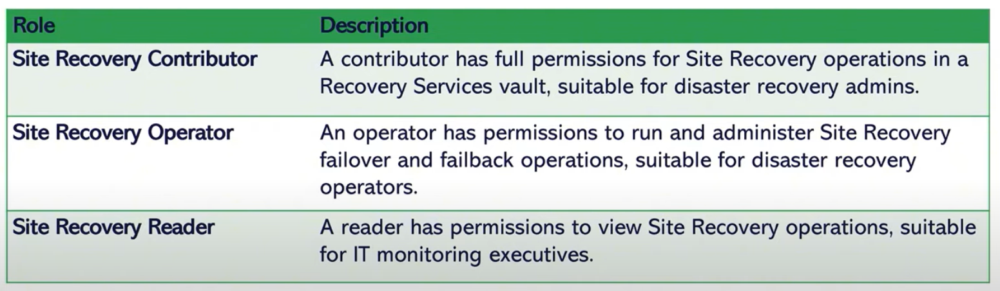 Role Description
Site Recovery Contributor A contributor has full permissions for Site Recovery operations in a
Recovery Services vault, suitable for disaster recovery admins.
Site Recovery Operator An operator has permissions to run and administer Site Recovery
failover and failback operations, suitable for disaster recovery
operators.
Site Recovery Reader A reader has permissions to view Site Recovery operations, suitable
for IT monitoring executives.